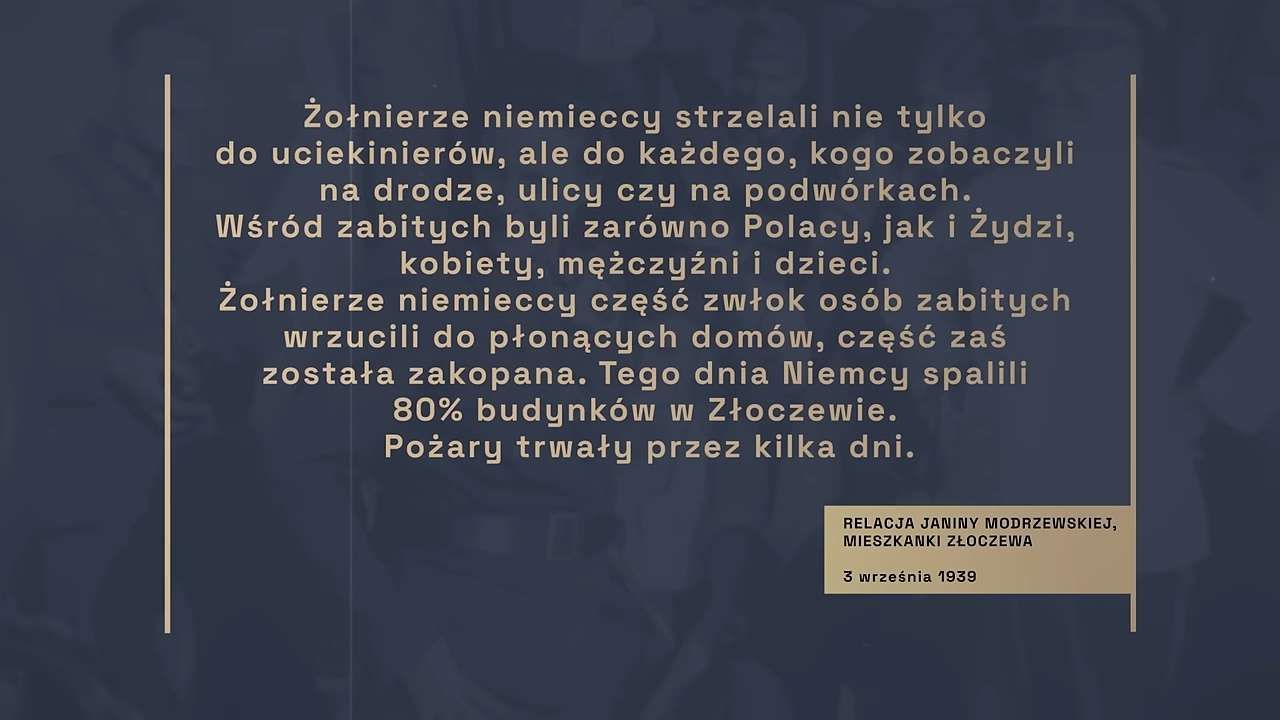 Żołnierze niemieccy strzelali nie tylko
do uciekinierów, ale do każdego, kogo zobaczyli
na drodze, ulicy czy na podwórkach.
Wśród zabitych byli zarówno Polacy, jak i Żydzi,
kobiety, mężczyźni i dzieci.
Żołnierze niemieccy część zwłok osób zabitych
wrzucili do płonących domów, część zaś
została zakopana. Tego dnia Niemcy spalili
80% budynków w Złoczewie.
Pożary trwały przez kilka dni.
RELACJA JANINY MODRZEWSKIEJ,
MIESZKANKI ZŁOCZEWA
3 września 1939